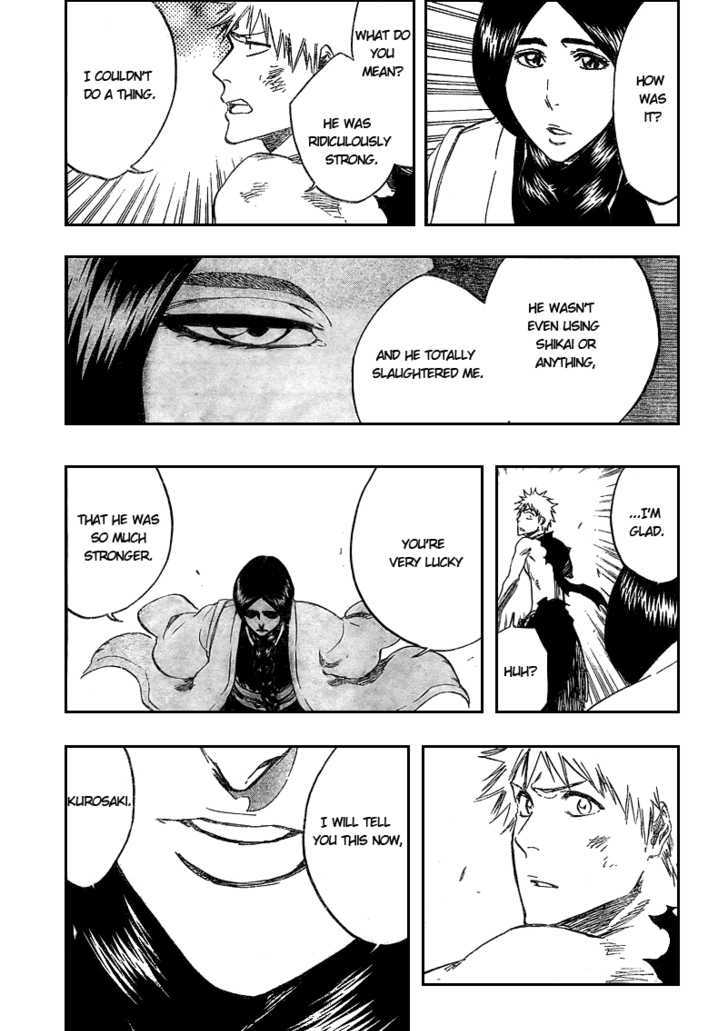 HOW
WAS
IT?
WHAT DO
YOU
MEAN?
HE WAS
RIDICULOUSLY
STRONG.
I COULDN'T
DO A THING.
HE WASN'T
EVEN USING
SHIKAI OR
ANYTHING,
AND HE TOTALLY
SLAUGHTERED ME.
...I'M
GLAD.
HUH?
YOU'RE
VERY LUCKY
THAT HE WAS
SO MUCH
STRONGER.
I WILL TELL
YOU THIS NOW,
KUROSAKI.